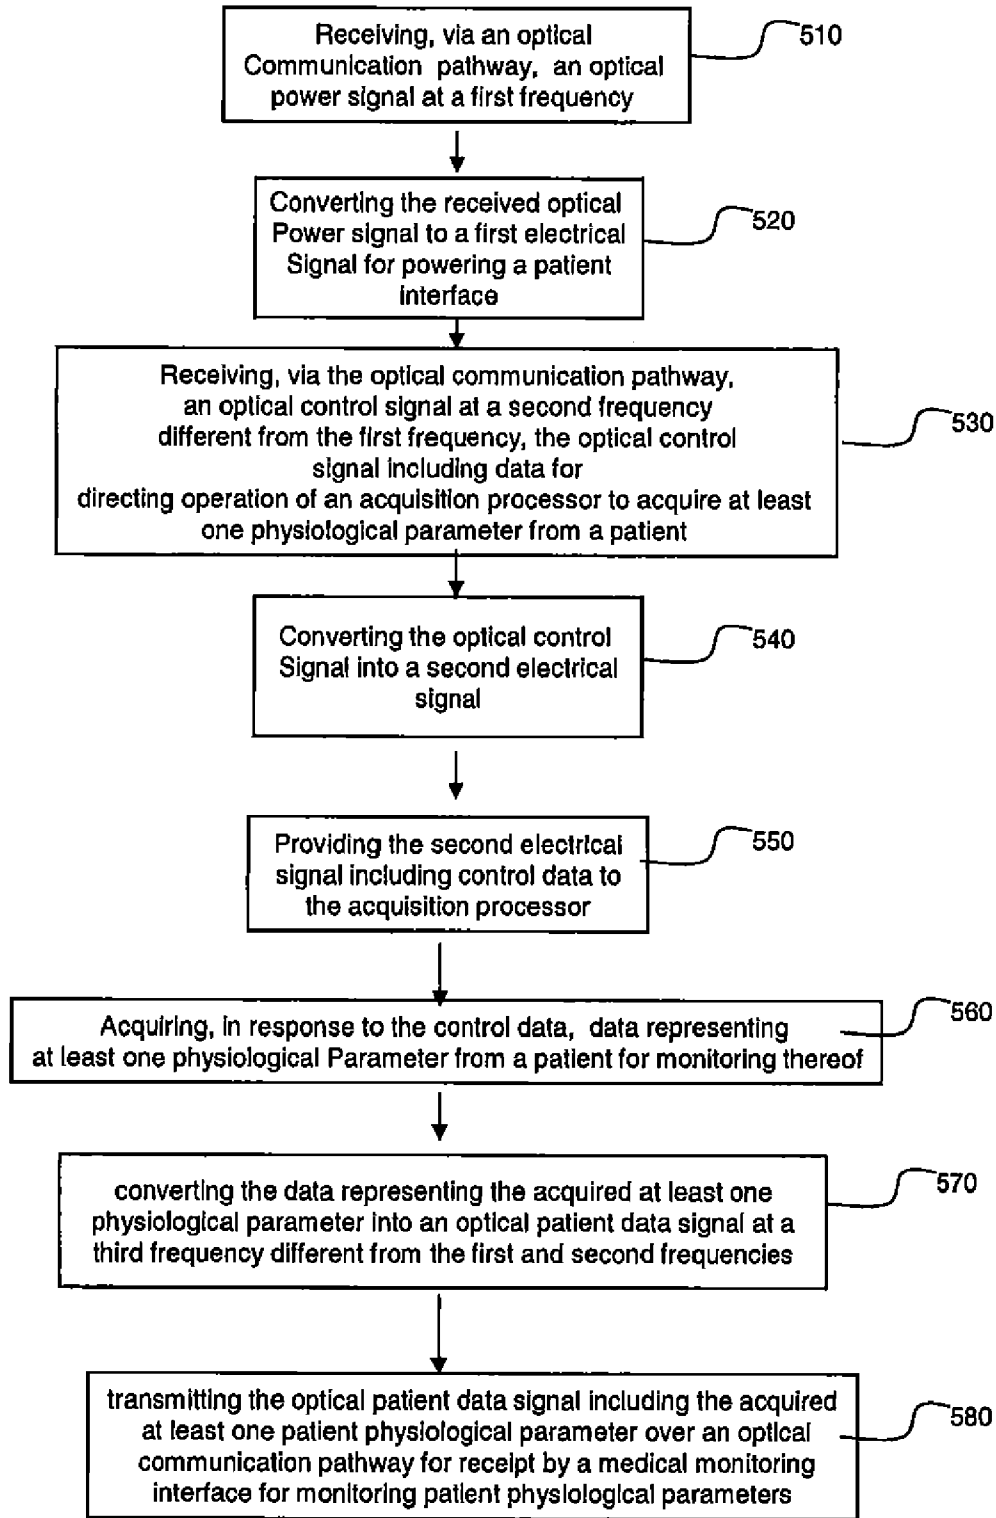 Receiving, via an optical
Communication pathway, an optical
power signal at a first frequency
510
Converting the received optical
Power signal to a first electrical
Signal for powering a patient
interface
520
Receiving, via the optical communication pathway,
an optical control signal at a second frequency
different from the first frequency, the optical control
signal including data for
directing operation of an acquisition processor to acquire at least
one physiological parameter from a patient
530
Converting the optical control
Signal into a second electrical
signal
540
Providing the second electrical
signal including control data to
the acquisition processor
550
Acquiring, in response to the control data, data representing
at least one physiological Parameter from a patient for monitoring thereof
560
converting the data representing the acquired at least one
physiological parameter into an optical patient data signal at a
third frequency different from the first and second frequencies
570
transmitting the optical patient data signal including the acquired
at least one patient physiological parameter over an optical
communication pathway for receipt by a medical monitoring
interface for monitoring patient physiological parameters
580